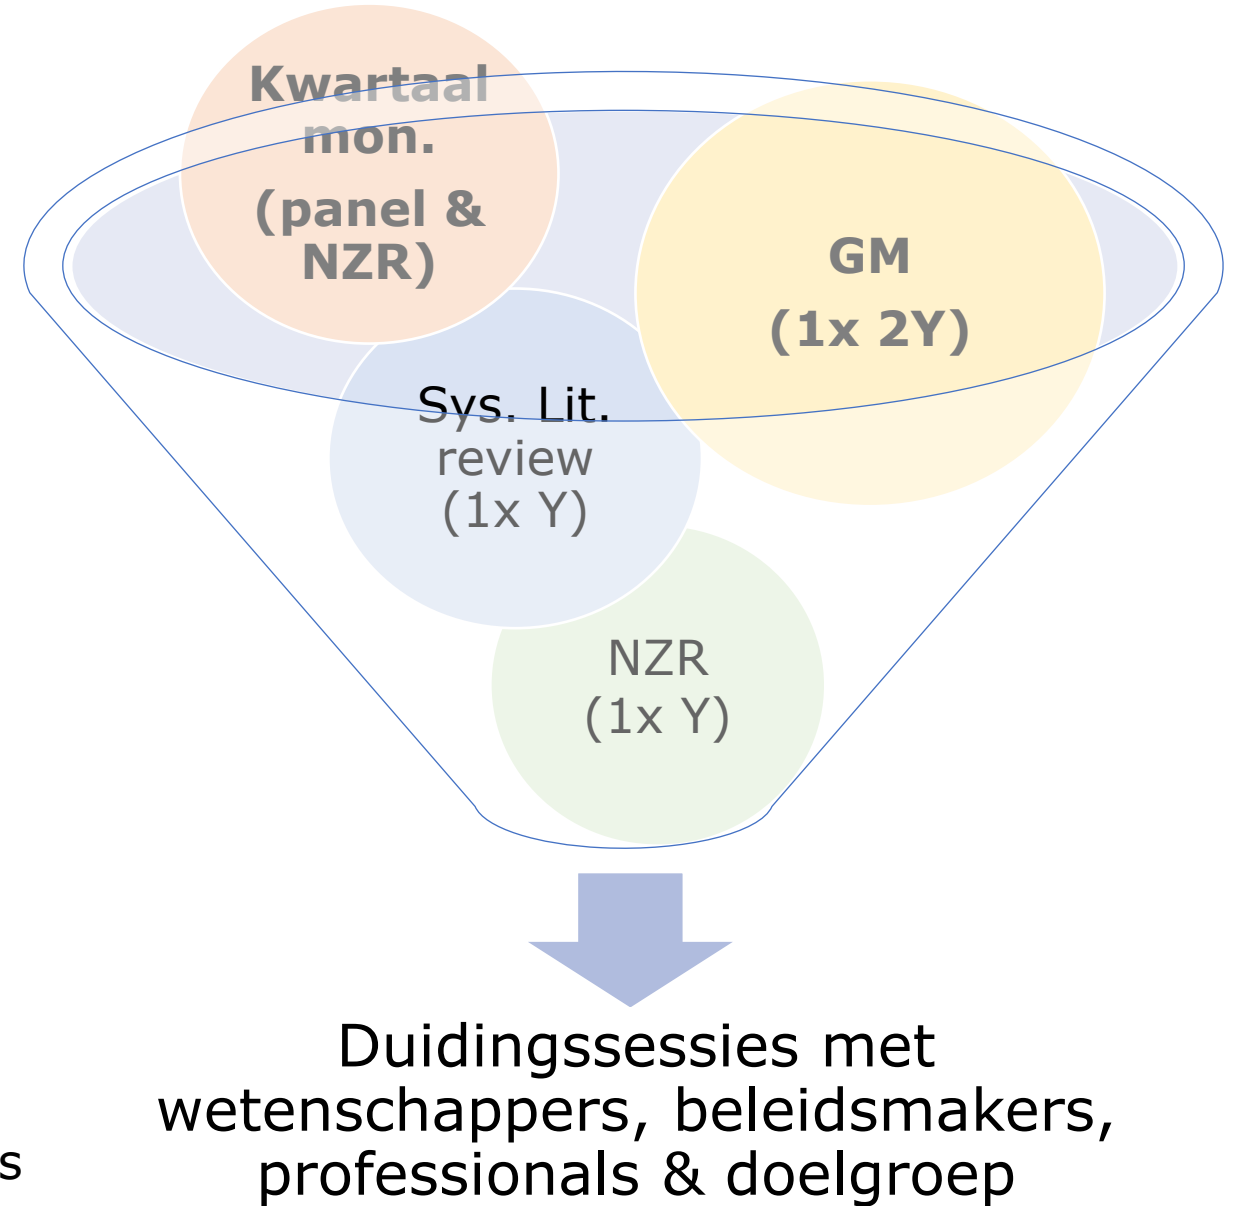 Kwartaal
mon.
(panel &
NZR)
GM
(1x 2Y)
Sys. Lit.
review
(1x Y)
NZR
(1x Y)
Duidingssessies met
wetenschappers, beleidsmakers,
professionals & doelgroep
s